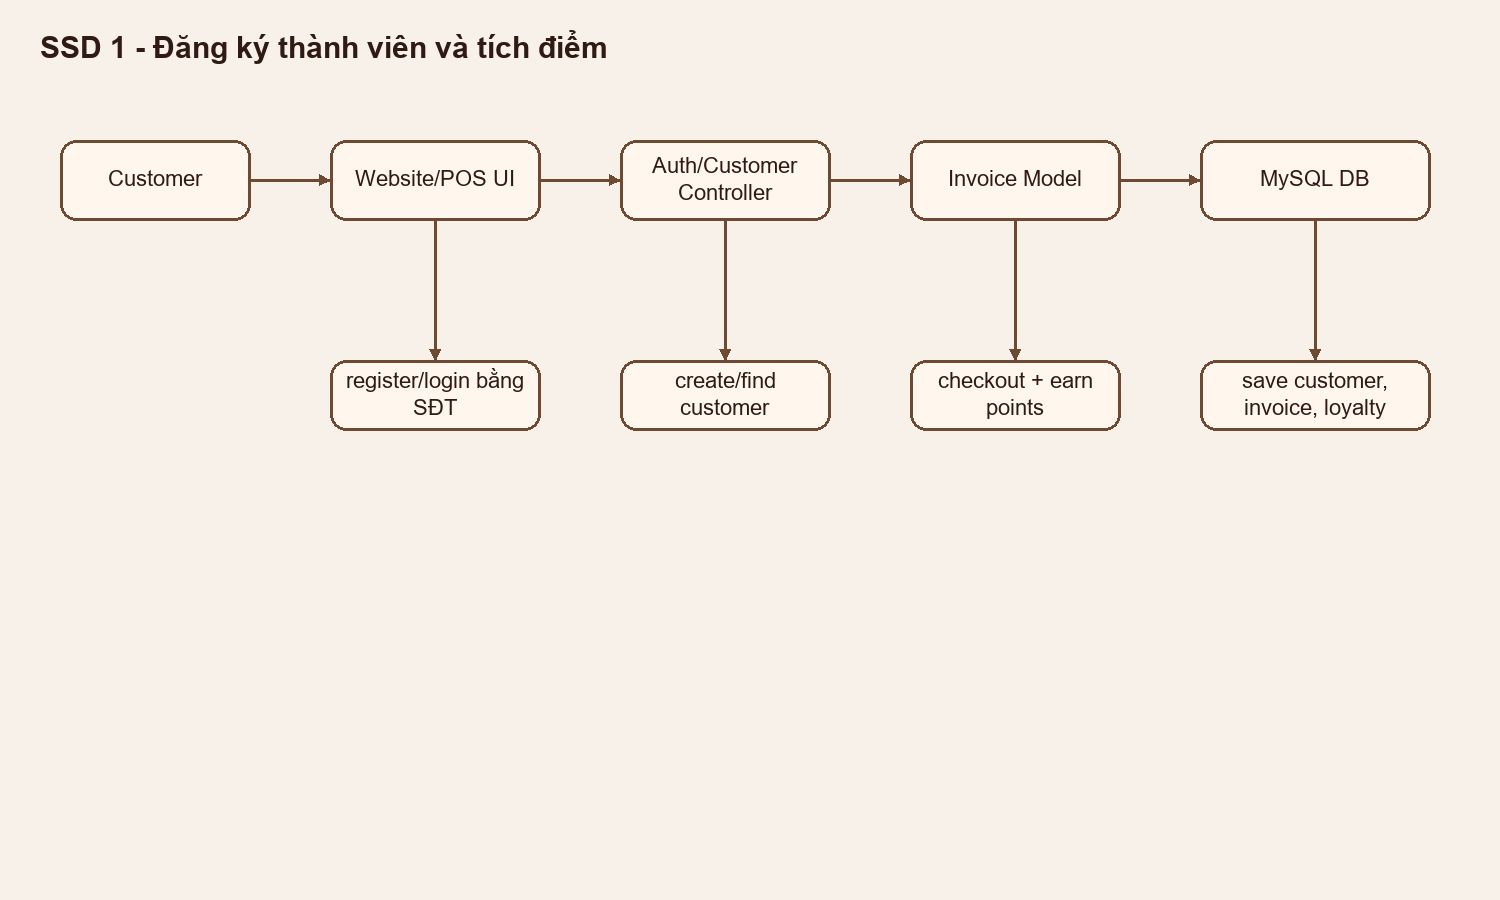 SSD 1 - Đăng ký thành viên và tích điểm
Customer
Website/POS UI
Auth/Customer
Controller
Invoice Model
MySQL DB
register/login bằng
SĐT
create/find
customer
checkout + earn
points
save customer,
invoice, loyalty